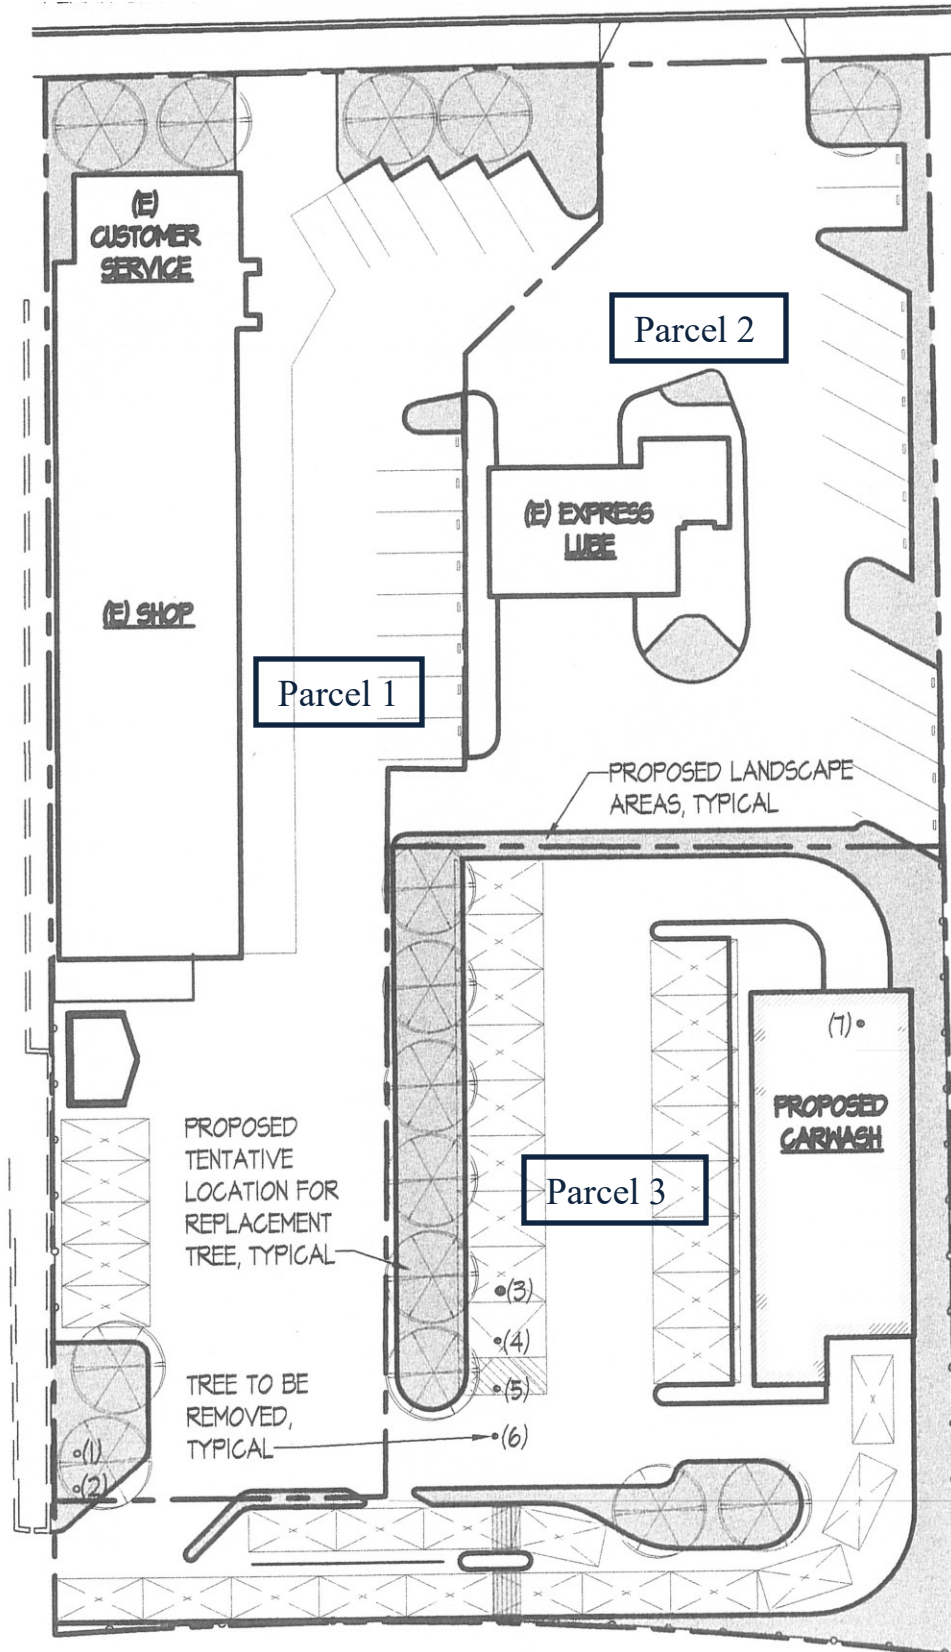 (E)
CUSTOMER
SERVICE
Parcel 2
(E) EXPRESS
LUBE
(E) SHOP
Parcel 1
PROPOSED LANDSCAPE
AREAS, TYPICAL
(7)
PROPOSED
CARWASH
PROPOSED
TENTATIVE
LOCATION FOR
REPLACEMENT
TREE, TYPICAL
Parcel 3
(3)
(4)
(5)
(6)
TREE TO BE
REMOVED,
TYPICAL
(1)
(2)